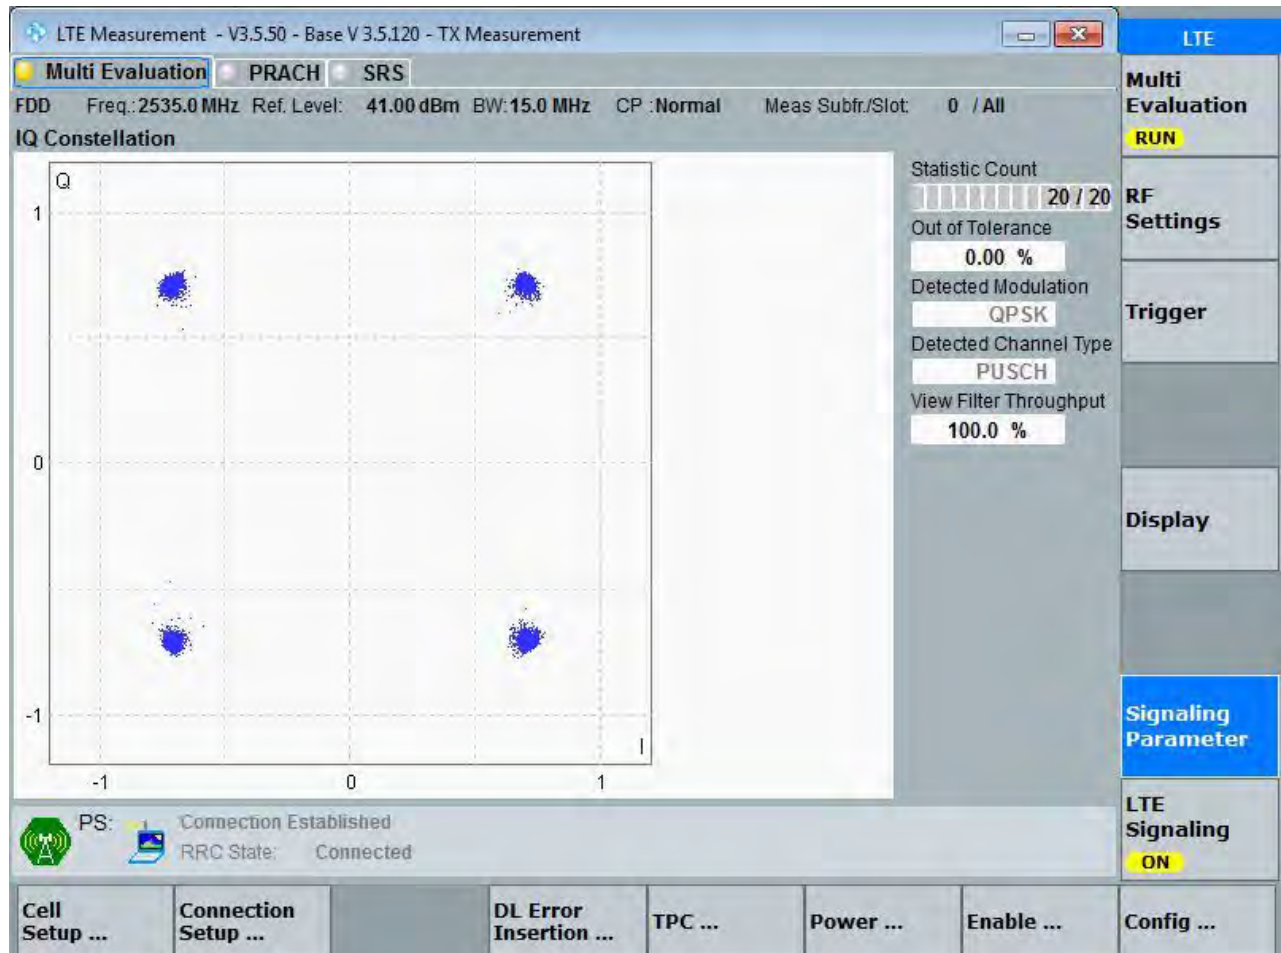 LTE Measurement - V3.5.50 - Base V 3.5.120 - TX Measurement
LTE
Multi Evaluation PRACH SRS
FDD Freq.: 2535.0 MHz Ref. Level: 41.00 dBm BW: 15.0 MHz CP : Normal Meas Subfr./Slot: 0 / All
IQ Constellation
Q
1
0
-1
I
-1 0 1
Statistic Count
20 / 20
Out of Tolerance
0.00 %
Detected Modulation
QPSK
Detected Channel Type
PUSCH
View Filter Throughput
100.0 %
Multi
Evaluation
RUN
RF
Settings
Trigger
Display
Signaling
Parameter
LTE
Signaling
ON
PS: Connection Established
RRC State: Connected
Cell
Setup ...
Connection
Setup ...
DL Error
Insertion ...
TPC ...
Power ...
Enable ...
Config ...